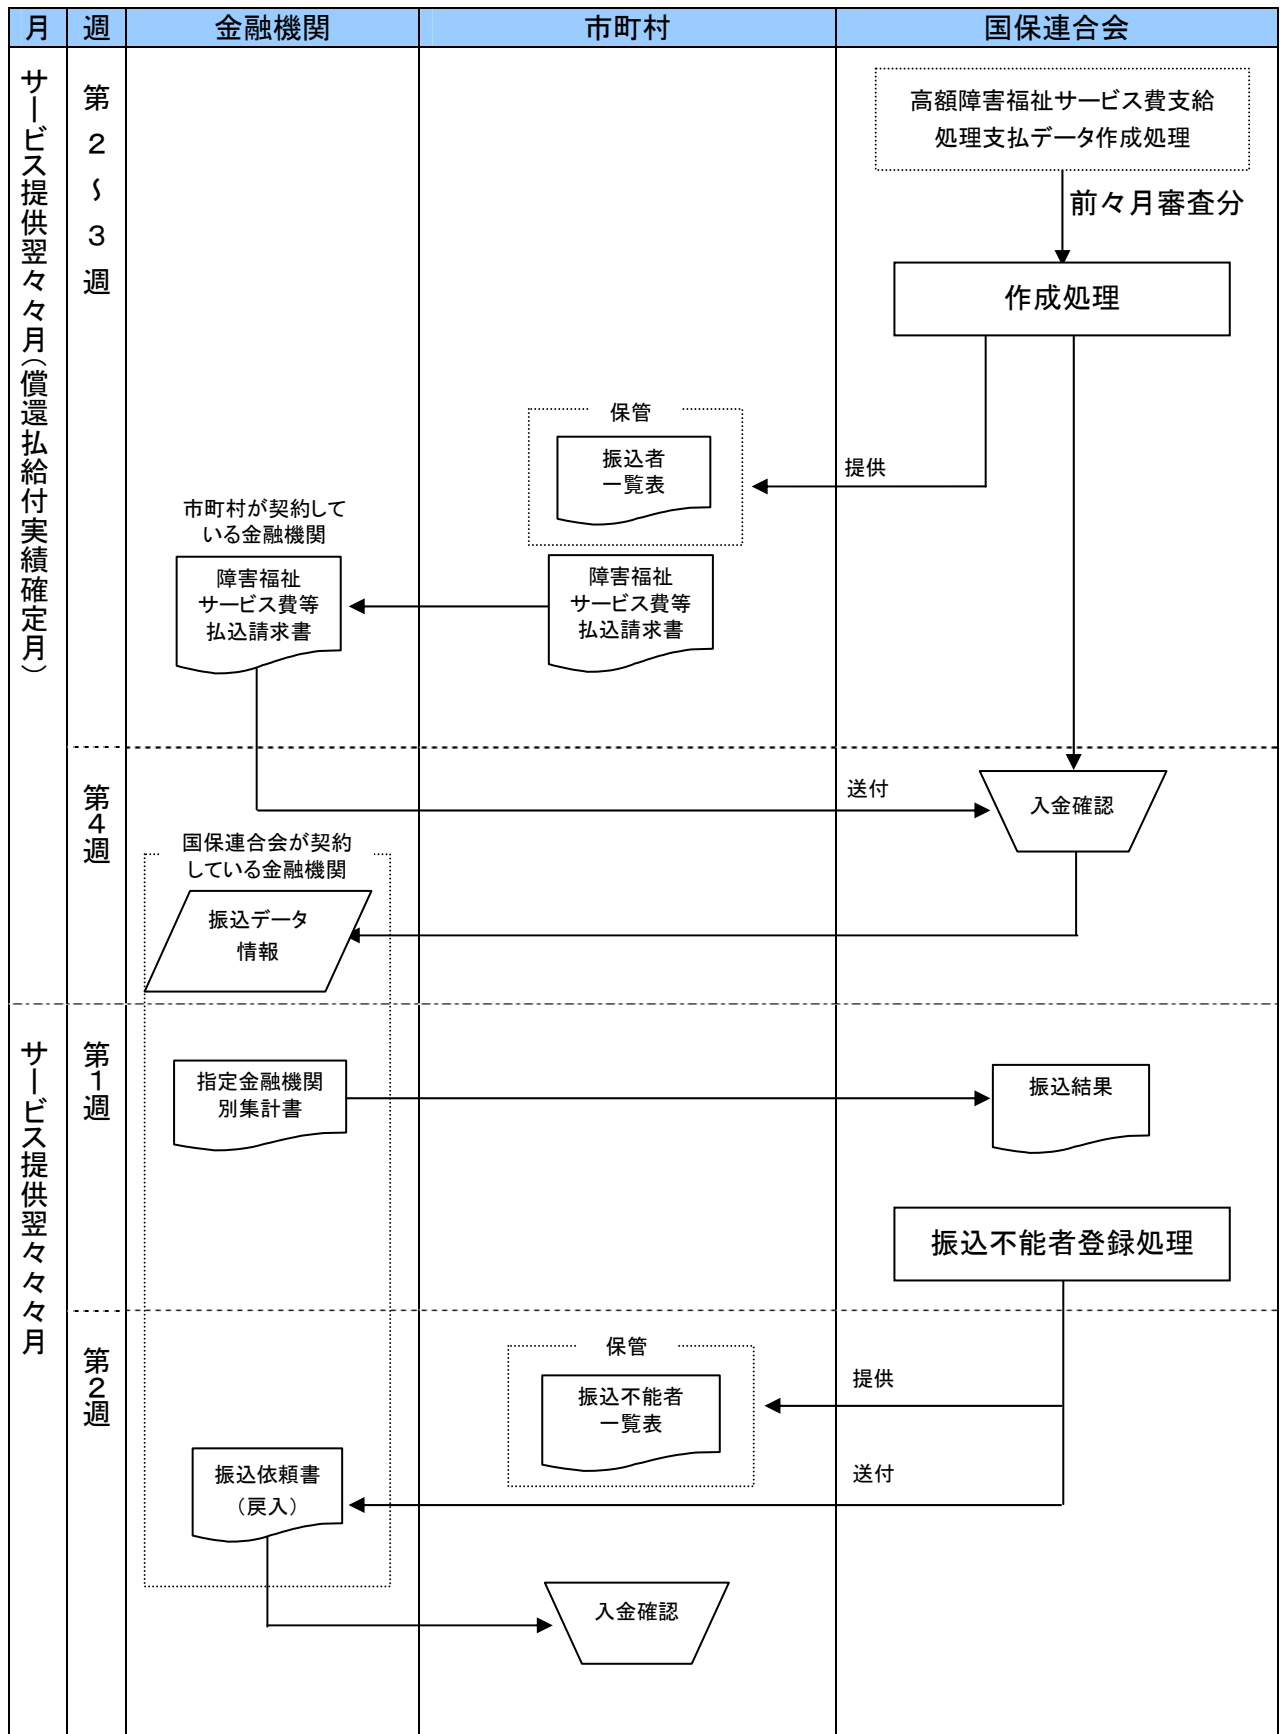 月 週 金融機関 市町村 国保連合会
サービス提供翌々月(償還払給付実績確定月)
第2～3週
高額障害福祉サービス費支給
処理支払データ作成処理
前々月審査分
作成処理
保管
振込者
一覧表
提供
市町村が契約して
いる金融機関
障害福祉
サービス費等
払込請求書
障害福祉
サービス費等
払込請求書
第4週
送付
入金確認
国保連合会が契約
している金融機関
振込データ
情報
サービス提供翌々々月
第1週
指定金融機関
別集計書
振込結果
振込不能者登録処理
第2週
保管
振込不能者
一覧表
提供
送付
振込依頼書
(戻入)
入金確認